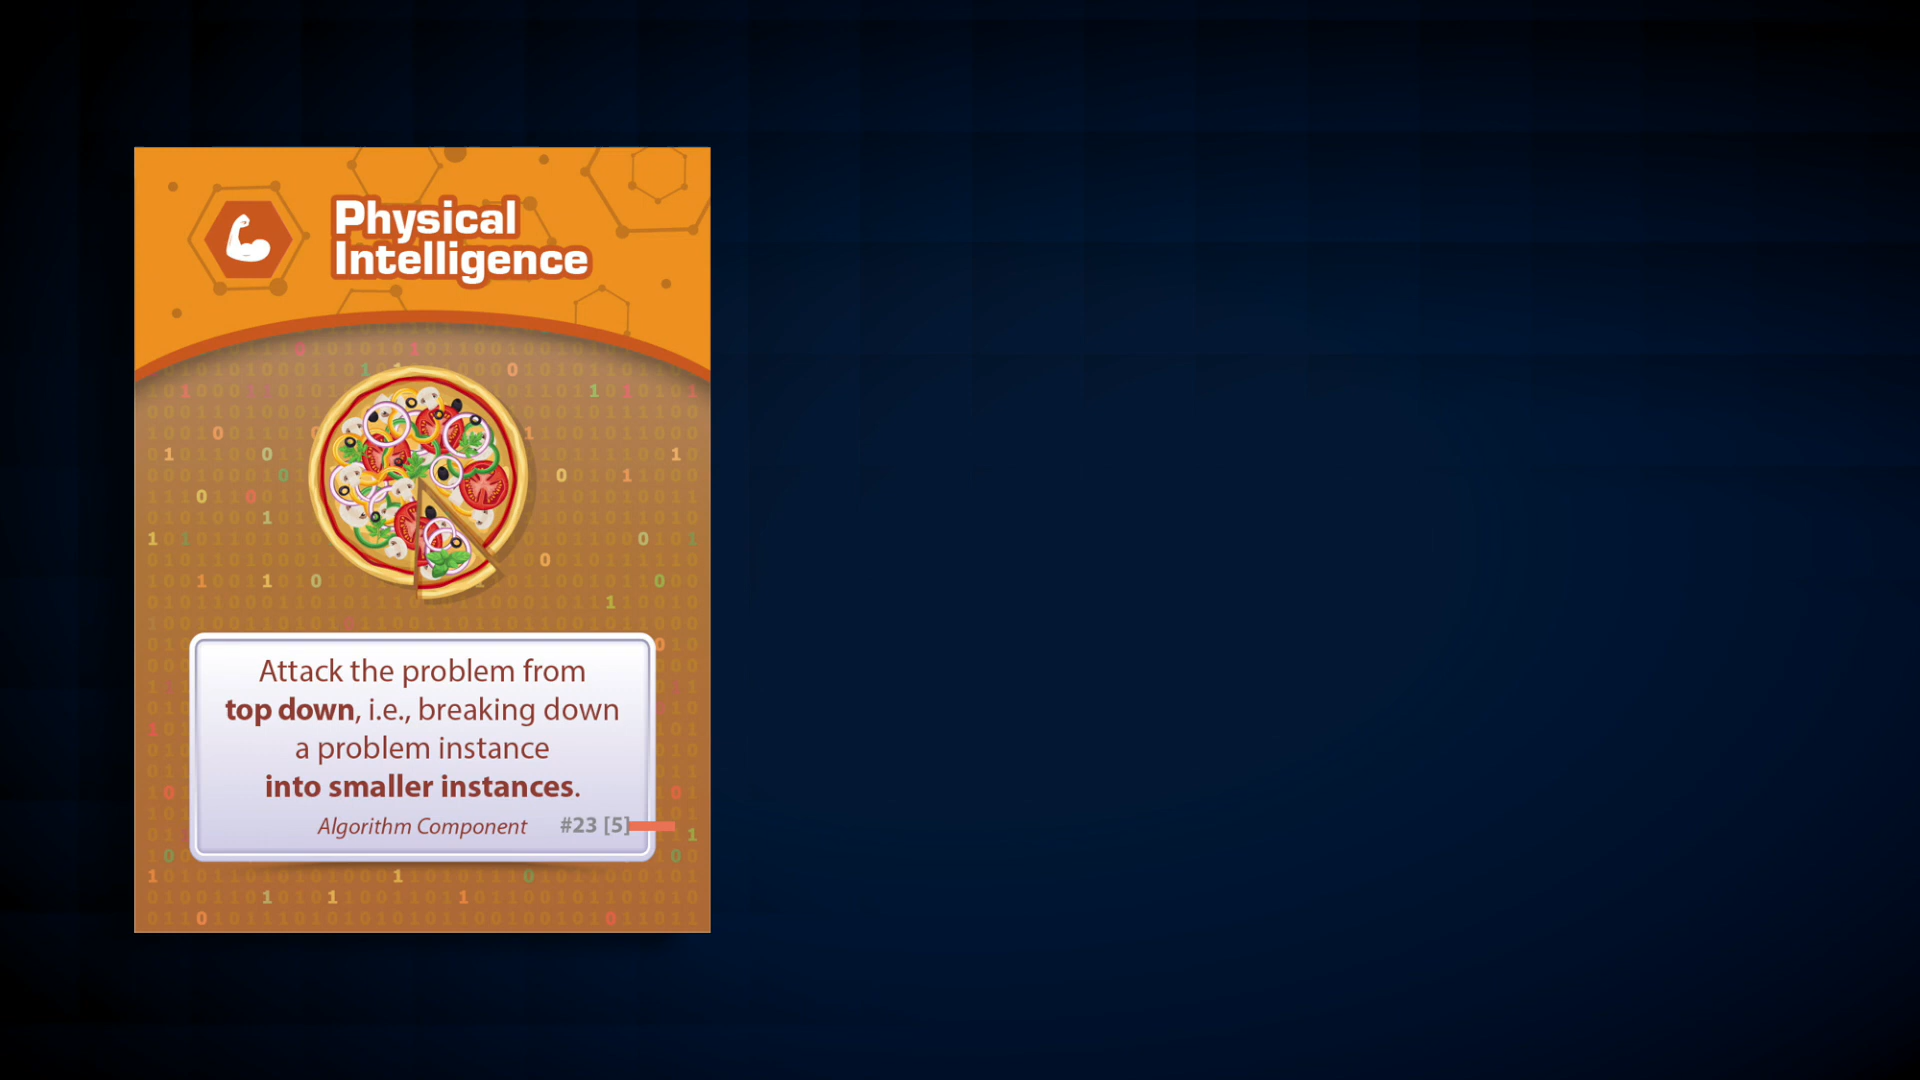 Physical
Intelligence
Attack the problem from
top down, i.e., breaking down
a problem instance
into smaller instances.
Algorithm Component #23 [5]